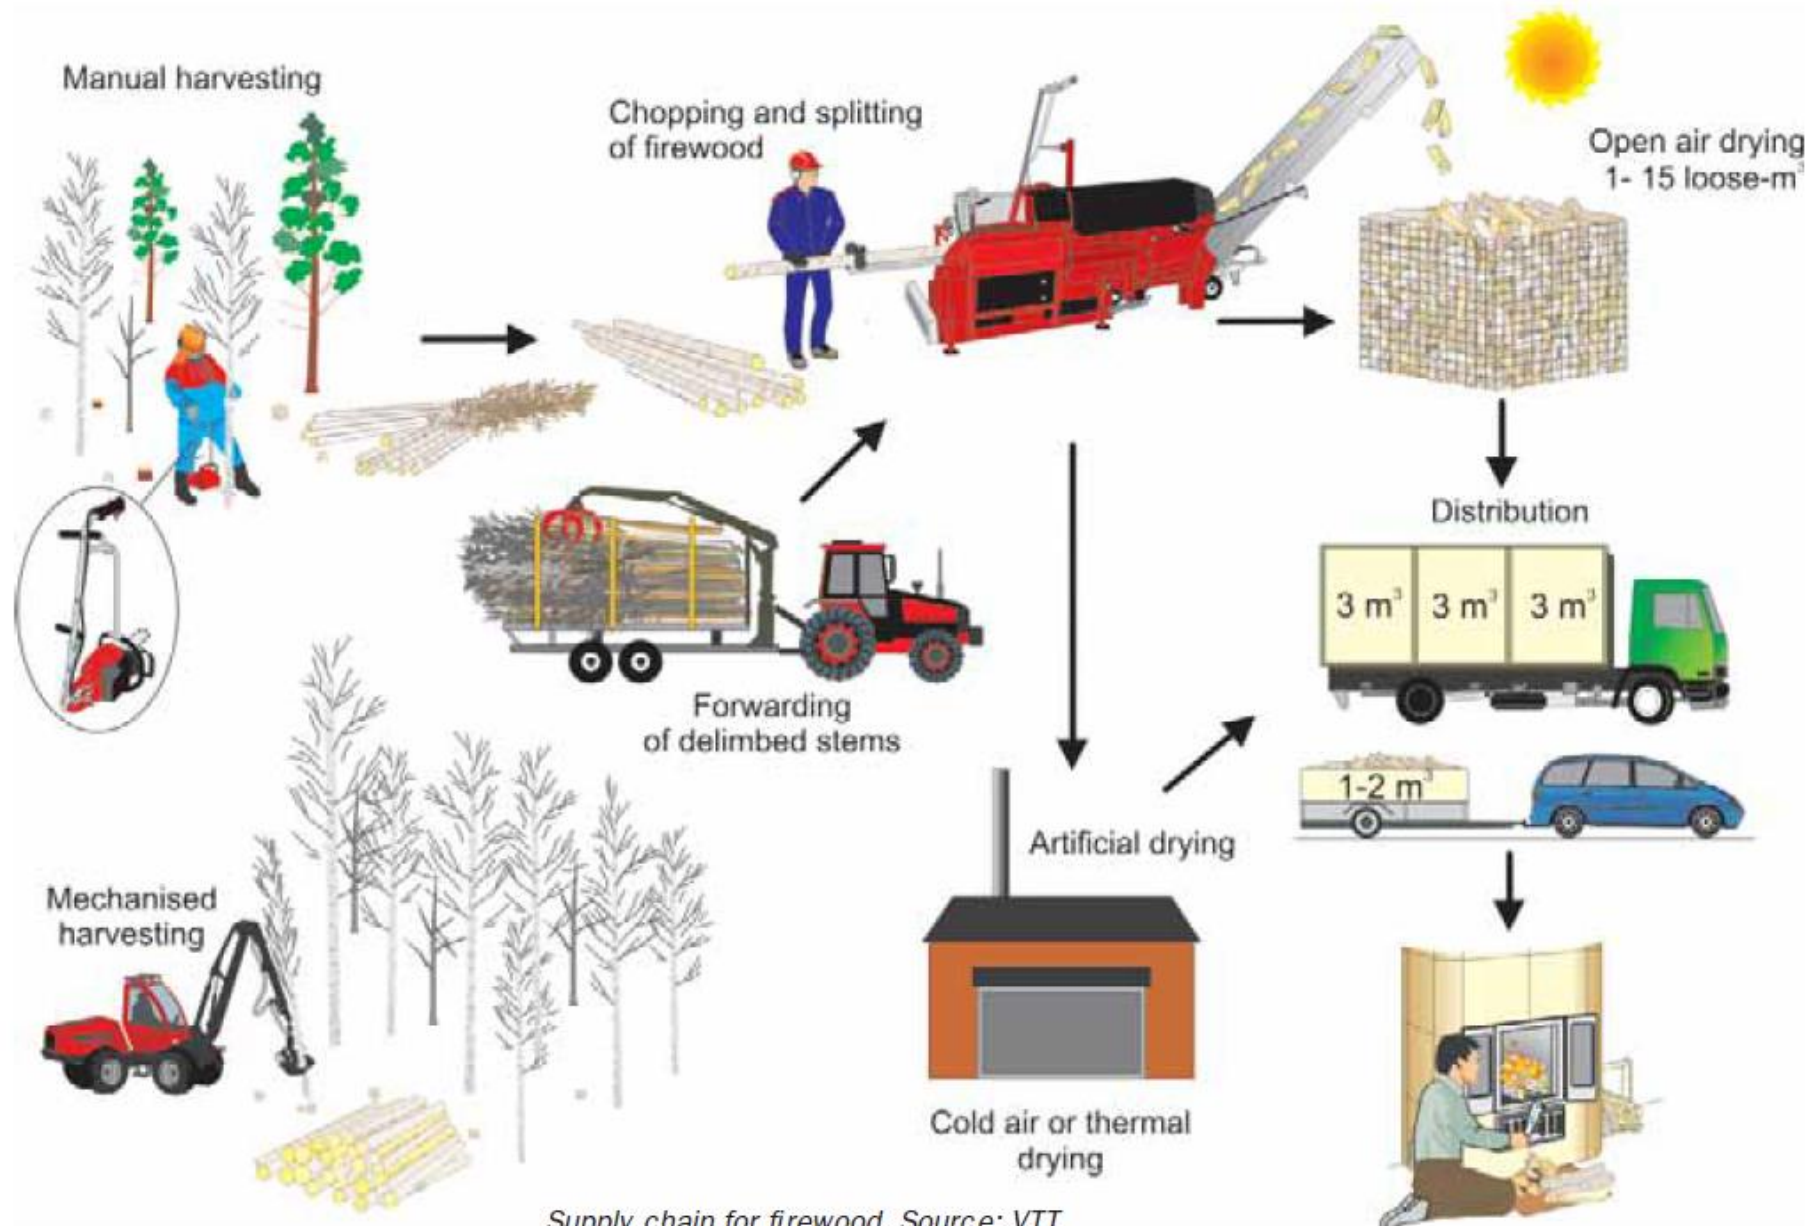 Manual harvesting
Chopping and splitting
of firewood
Open air drying
1- 15 loose-m³
Distribution
3 m³ 3 m³ 3 m³
Forwarding
of delimbed stems
1-2 m³
Artificial drying
Mechanised
harvesting
Cold air or thermal
drying
Supply chain for firewood. Source: VTT